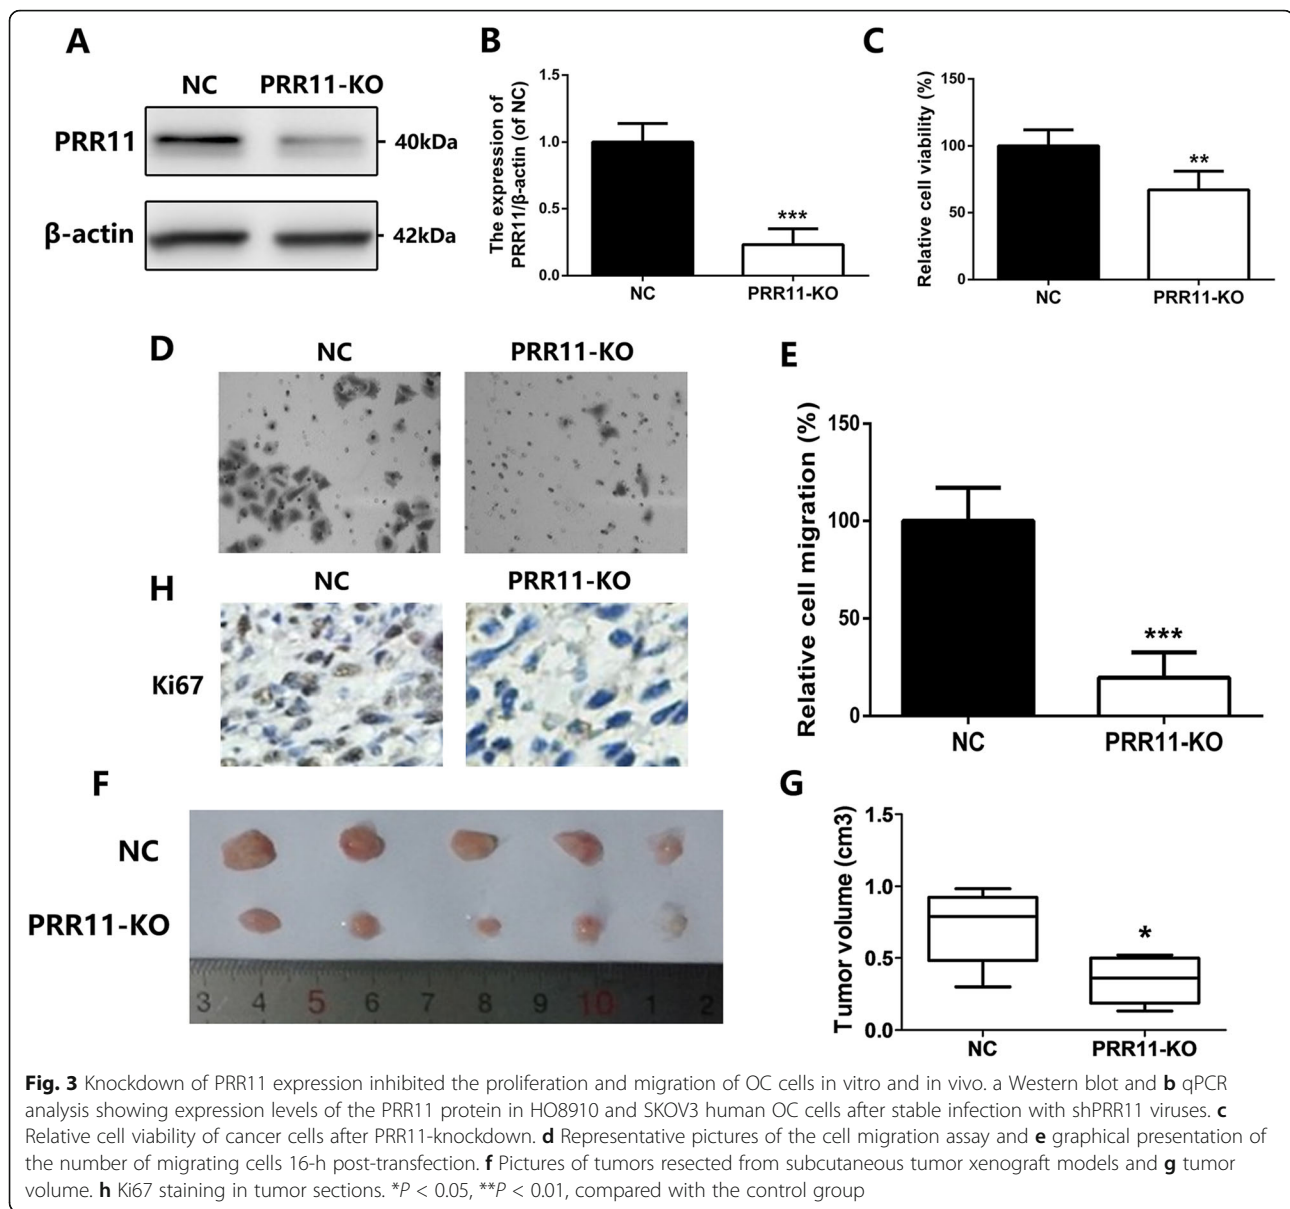 A
NC PRR11-KO
PRR11
40kDa
β-actin
42kDa
B
The expression of
PRR11/β-actin (of NC)
1.5
1.0
0.5
0.0
***
NC PRR11-KO
C
Relative cell viability (%)
150
100
50
0
**
NC PRR11-KO
D
NC PRR11-KO
E
Relative cell migration (%)
150
100
50
0
***
NC PRR11-KO
H
NC PRR11-KO
Ki67
F
NC
PRR11-KO
3 4 5 6 7 8 9 10 1 2
G
Tumor volume (cm3)
1.5
1.0
0.5
0.0
*
NC PRR11-KO
Fig. 3 Knockdown of PRR11 expression inhibited the proliferation and migration of OC cells in vitro and in vivo. a Western blot and b qPCR
analysis showing expression levels of the PRR11 protein in HO8910 and SKOV3 human OC cells after stable infection with shPRR11 viruses. c
Relative cell viability of cancer cells after PRR11-knockdown. d Representative pictures of the cell migration assay and e graphical presentation of
the number of migrating cells 16-h post-transfection. f Pictures of tumors resected from subcutaneous tumor xenograft models and g tumor
volume. h Ki67 staining in tumor sections. *P < 0.05, **P < 0.01, compared with the control group